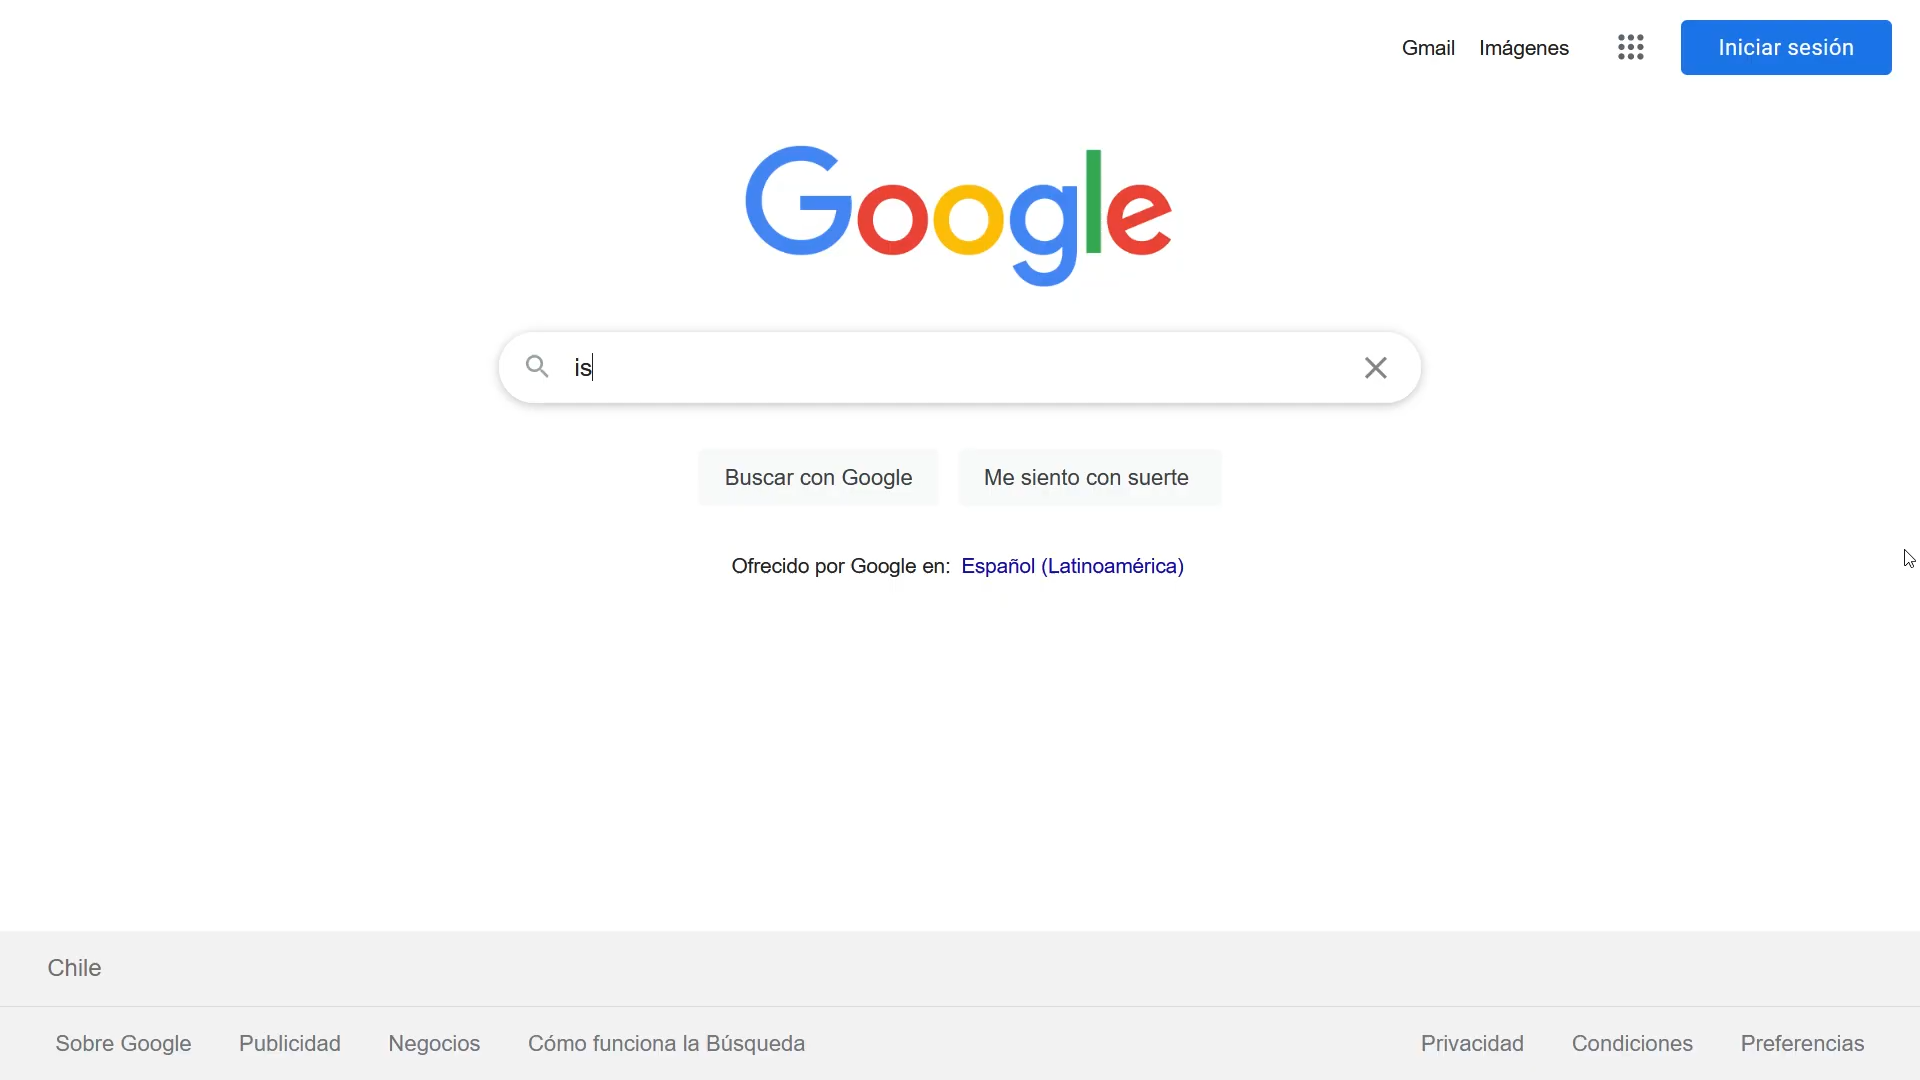 Gmail Imágenes Iniciar sesión
Google
is
Buscar con Google Me siento con suerte
Ofrecido por Google en: Español (Latinoamérica)
Chile
Sobre Google Publicidad Negocios Cómo funciona la Búsqueda Privacidad Condiciones Preferencias